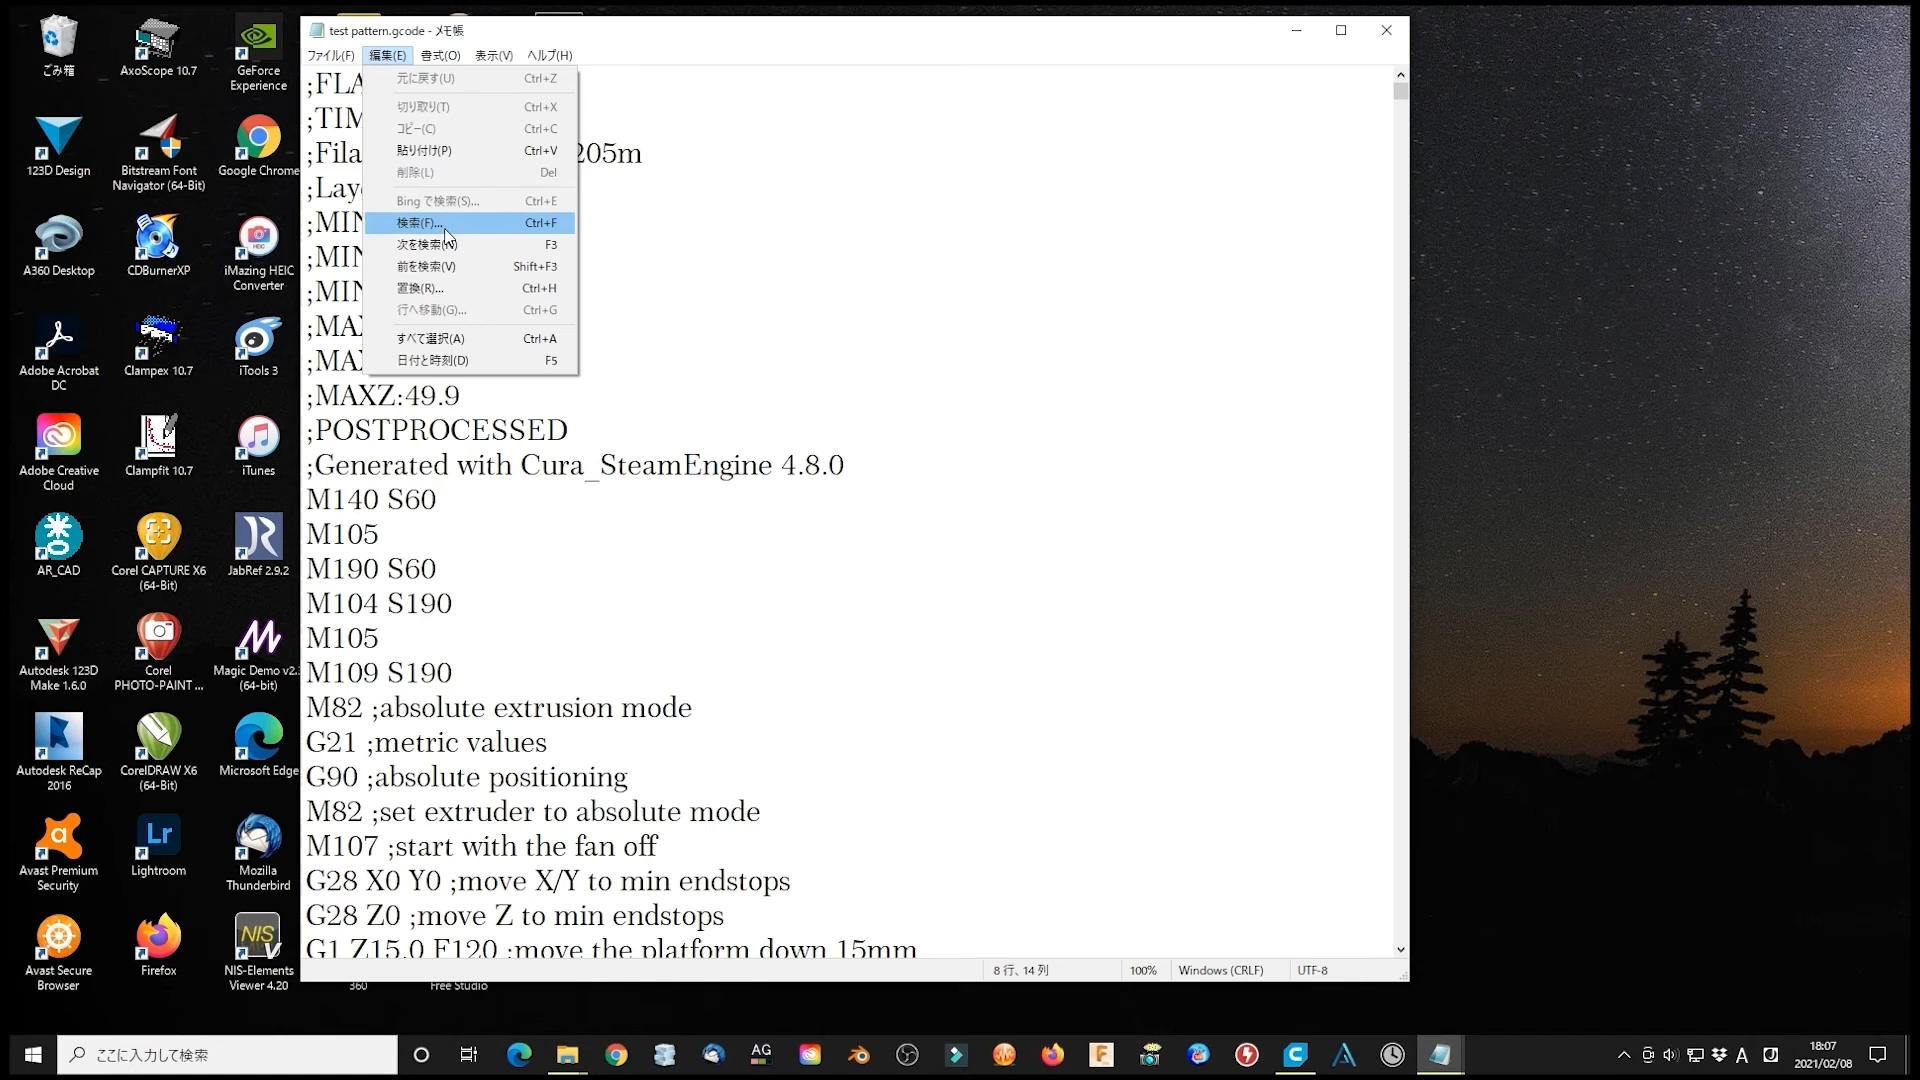 test pattern.gcode - メモ帳
ファイル(F) 編集(E) 書式(O) 表示(V) ヘルプ(H)
元に戻す(U) Ctrl+Z
切り取り(T) Ctrl+X
コピー(C) Ctrl+C
貼り付け(P) Ctrl+V
削除(L) Del
Bing で検索(S)... Ctrl+E
検索(F)... Ctrl+F
次を検索(N) F3
前を検索(V) Shift+F3
置換(R)... Ctrl+H
行へ移動(G)... Ctrl+G
すべて選択(A) Ctrl+A
日付と時刻(D) F5
;FLA
;TIM
;Fila 205m
;Laye
;MIN
;MIN
;MIN
;MAX
;MAX
;MAXZ:49.9
;POSTPROCESSED
;Generated with Cura_SteamEngine 4.8.0
M140 S60
M105
M190 S60
M104 S190
M105
M109 S190
M82 ;absolute extrusion mode
G21 ;metric values
G90 ;absolute positioning
M82 ;set extruder to absolute mode
M107 ;start with the fan off
G28 X0 Y0 ;move X/Y to min endstops
G28 Z0 ;move Z to min endstops
G1 Z15.0 F120 ;move the platform down 15mm
8 行、14 列 100% Windows (CRLF) UTF-8
ごみ箱
AxoScope 10.7
GeForce
Experience
123D Design
Bitstream Font
Navigator (64-Bit)
Google Chrome
A360 Desktop
CDBurnerXP
iMazing HEIC
Converter
Adobe Acrobat
DC
Clampex 10.7
iTools 3
Adobe Creative
Cloud
Clampfit 10.7
iTunes
AR_CAD
Corel CAPTURE X6
(64-Bit)
JabRef 2.9.2
Autodesk 123D
Make 1.6.0
Corel
PHOTO-PAINT ...
Magic Demo v2.
(64-bit)
Autodesk ReCap
2016
CorelDRAW X6
(64-Bit)
Microsoft Edge
Avast Premium
Security
Lr
Lightroom
Mozilla
Thunderbird
Avast Secure
Browser
Firefox
NIS
V
NIS-Elements
Viewer 4.20
360
Free Studio
ここに入力して検索
AG
A
18:07
2021/02/08